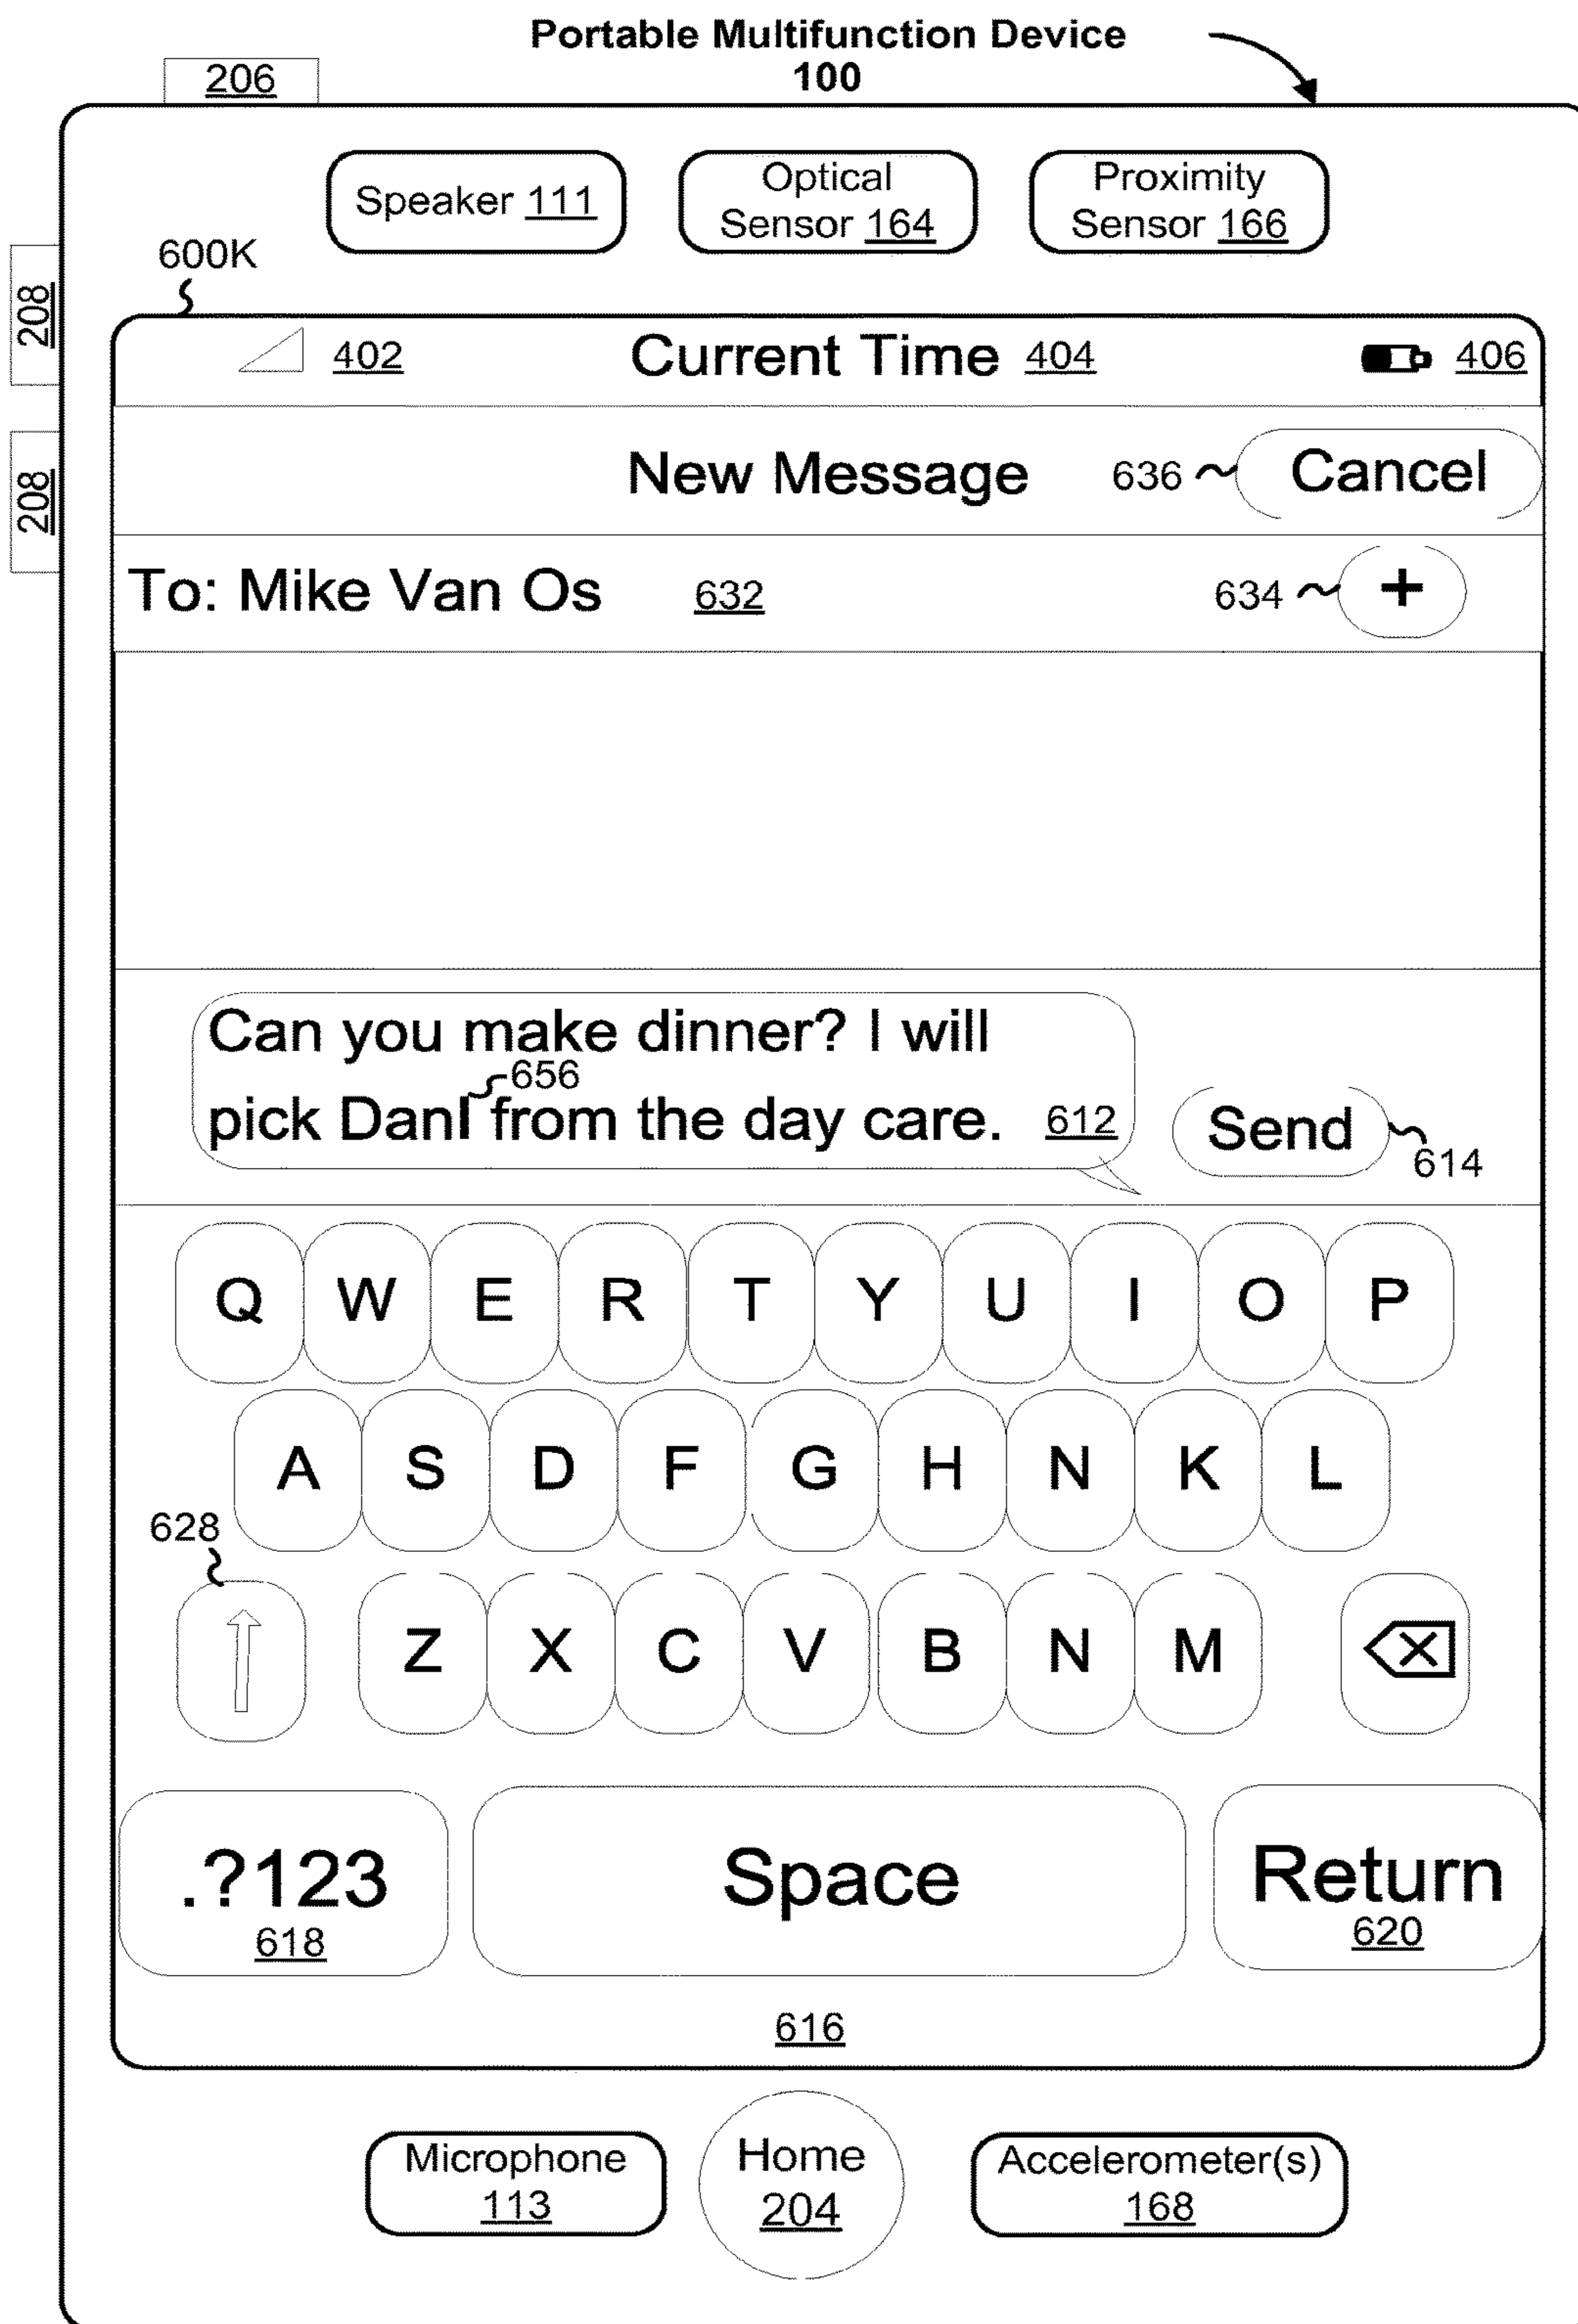 Portable Multifunction Device
100
206
Speaker 111
Optical
Sensor 164
Proximity
Sensor 166
600K
208
208
402 Current Time 404 406
New Message 636 Cancel
To: Mike Van Os 632 634 +
Can you make dinner? I will
656
pick Dan from the day care. 612
Send
614
Q W E R T Y U I O P
A S D F G H N K L
628
Z X C V B N M
.?123
618
Space
Return
620
616
Microphone
113
Home
204
Accelerometer(s)
168